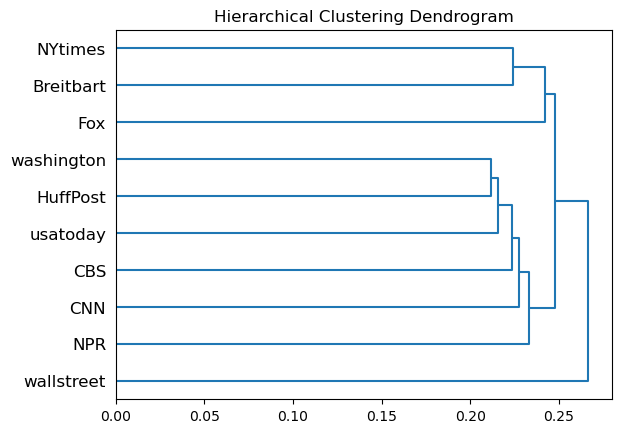 Hierarchical Clustering Dendrogram
NYtimes
Breitbart
Fox
washington
HuffPost
usatoday
CBS
CNN
NPR
wallstreet
0.00 0.05 0.10 0.15 0.20 0.25